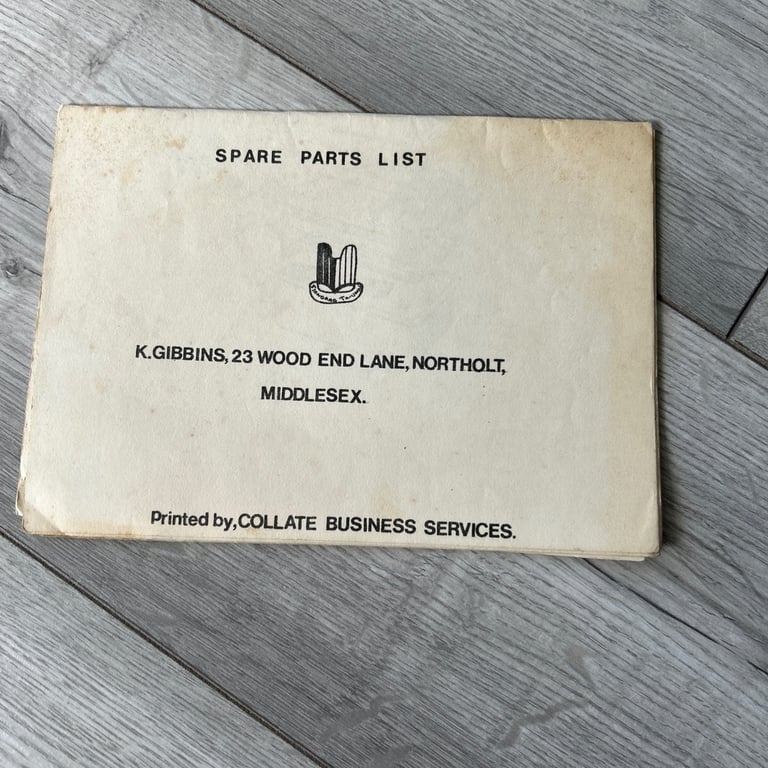 SPARE PARTS LIST
K.GIBBINS, 23 WOOD END LANE, NORTHOLT,
MIDDLESEX.
Printed by, COLLATE BUSINESS SERVICES.